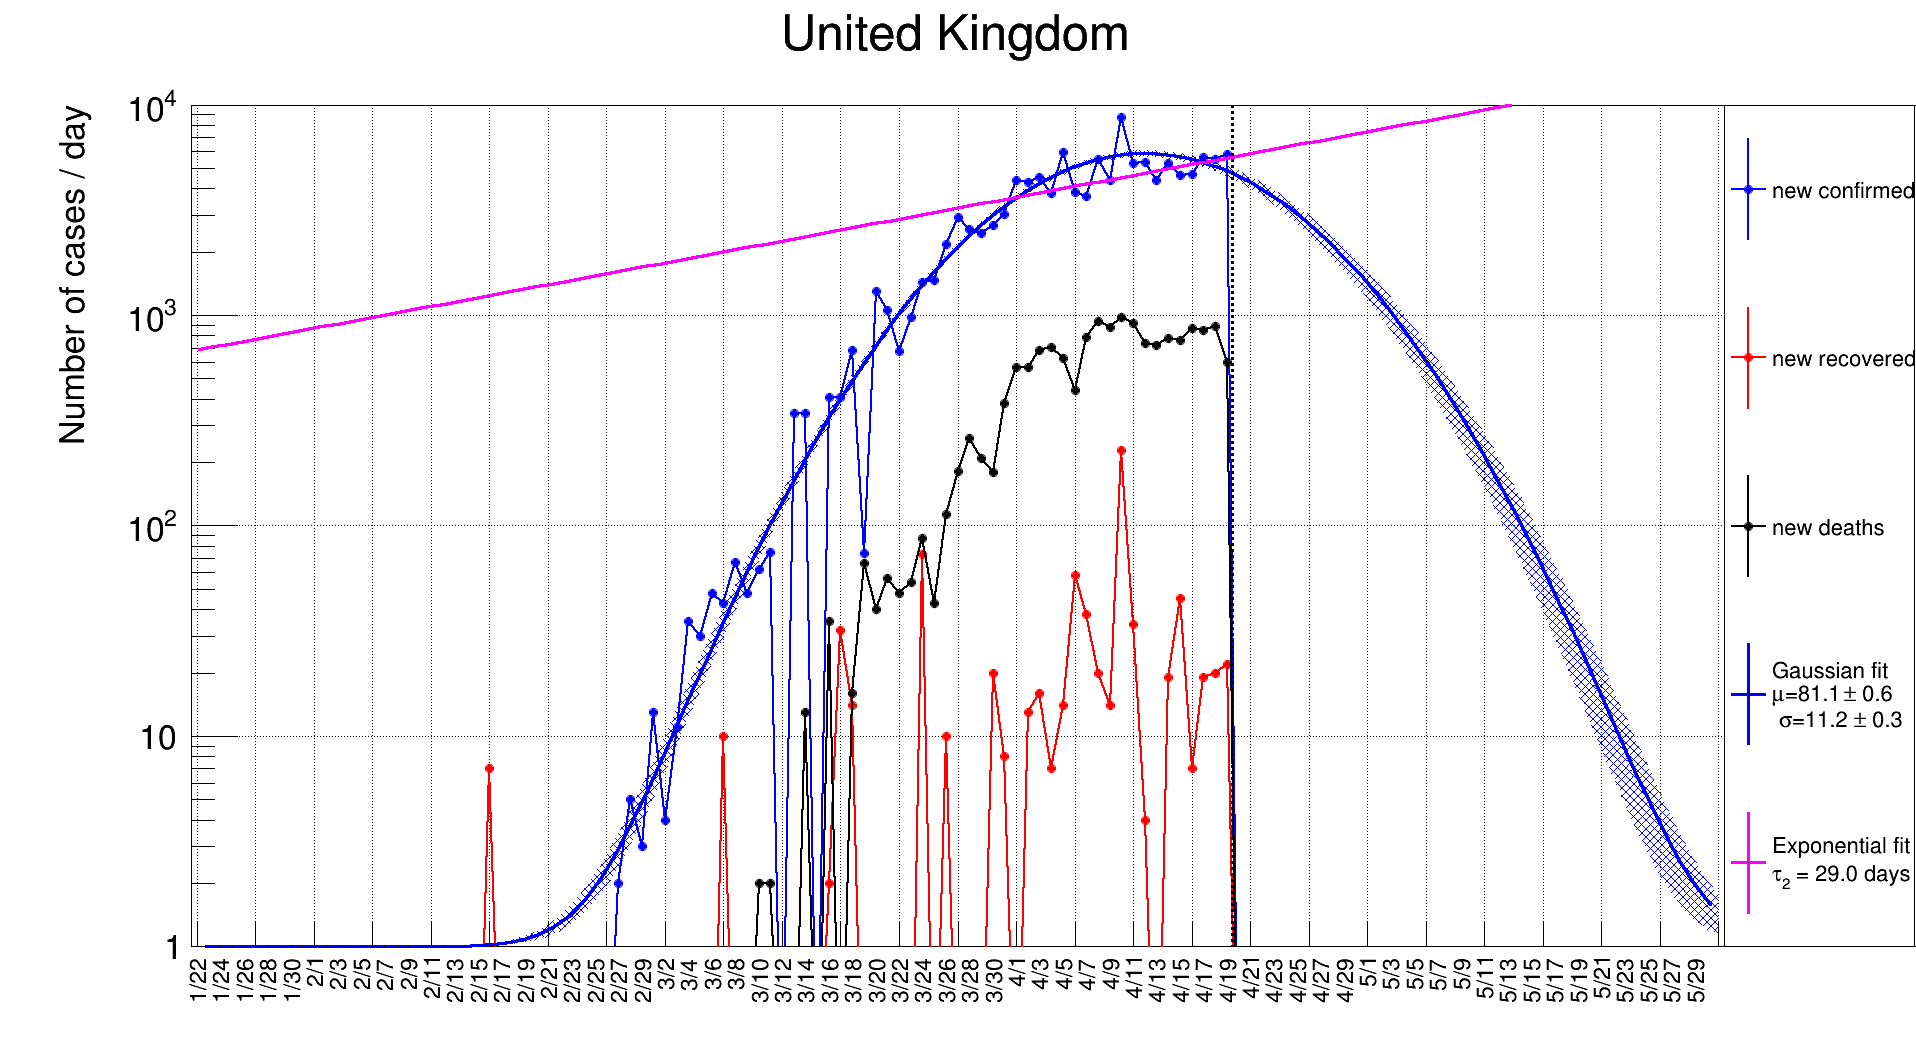 United Kingdom
Number of cases / day
10⁴
10³
10²
10
1
1/22 1/24 1/26 1/28 1/30 2/1 2/3 2/5 2/7 2/9 2/11 2/13 2/15 2/17 2/19 2/21 2/23 2/25 2/27 2/29 3/2 3/4 3/6 3/8 3/10 3/12 3/14 3/16 3/18 3/20 3/22 3/24 3/26 3/28 3/30 4/1 4/3 4/5 4/7 4/9 4/11 4/13 4/15 4/17 4/19 4/21 4/23 4/25 4/27 4/29 5/1 5/3 5/5 5/7 5/9 5/11 5/13 5/15 5/17 5/19 5/21 5/23 5/25 5/27 5/29
new confirmed
new recovered
new deaths
Gaussian fit
μ=81.1 ± 0.6
σ=11.2 ± 0.3
Exponential fit
τ₂ = 29.0 days